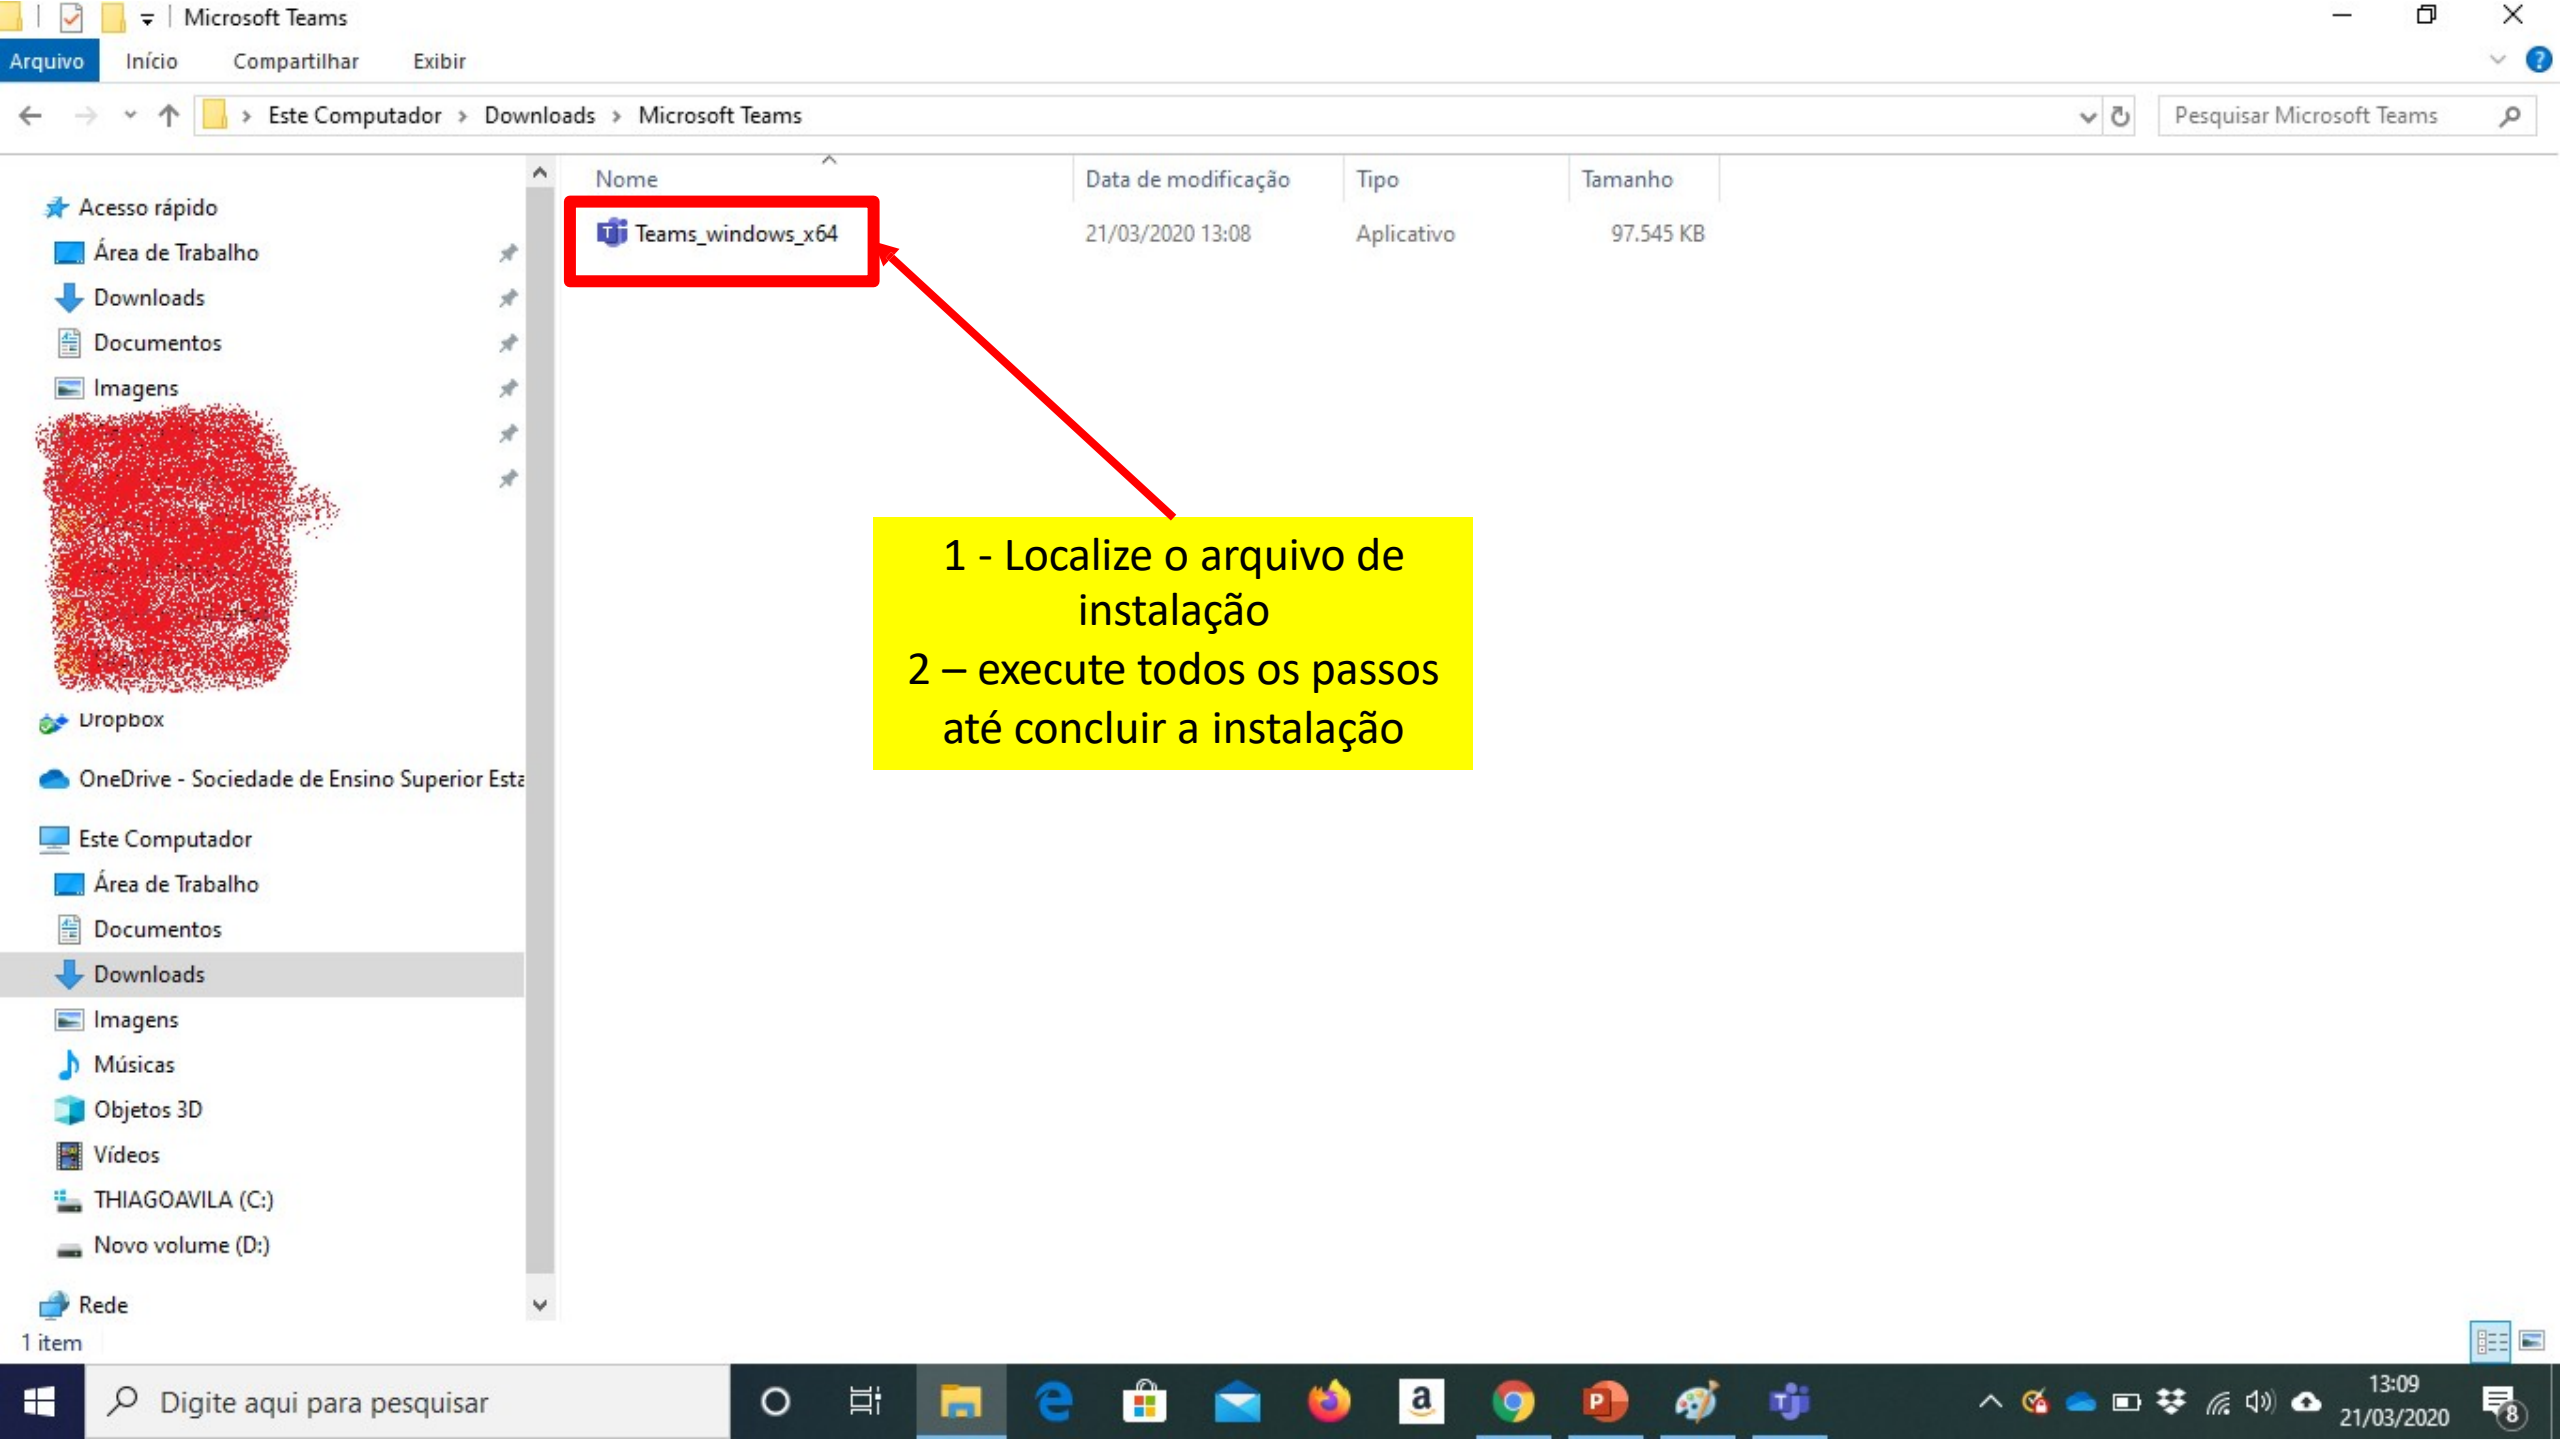 Microsoft Teams
Arquivo Início Compartilhar Exibir
Este Computador > Downloads > Microsoft Teams
Pesquisar Microsoft Teams
Nome Data de modificação Tipo Tamanho
Teams_windows_x64 21/03/2020 13:08 Aplicativo 97.545 KB
Acesso rápido
Área de Trabalho
Downloads
Documentos
Imagens
Dropbox
OneDrive - Sociedade de Ensino Superior Esta
Este Computador
Área de Trabalho
Documentos
Downloads
Imagens
Músicas
Objetos 3D
Vídeos
THIAGOAVILA (C:)
Novo volume (D:)
Rede
1 - Localize o arquivo de
instalação
2 – execute todos os passos
até concluir a instalação
1 item
Digite aqui para pesquisar
13:09
21/03/2020
8